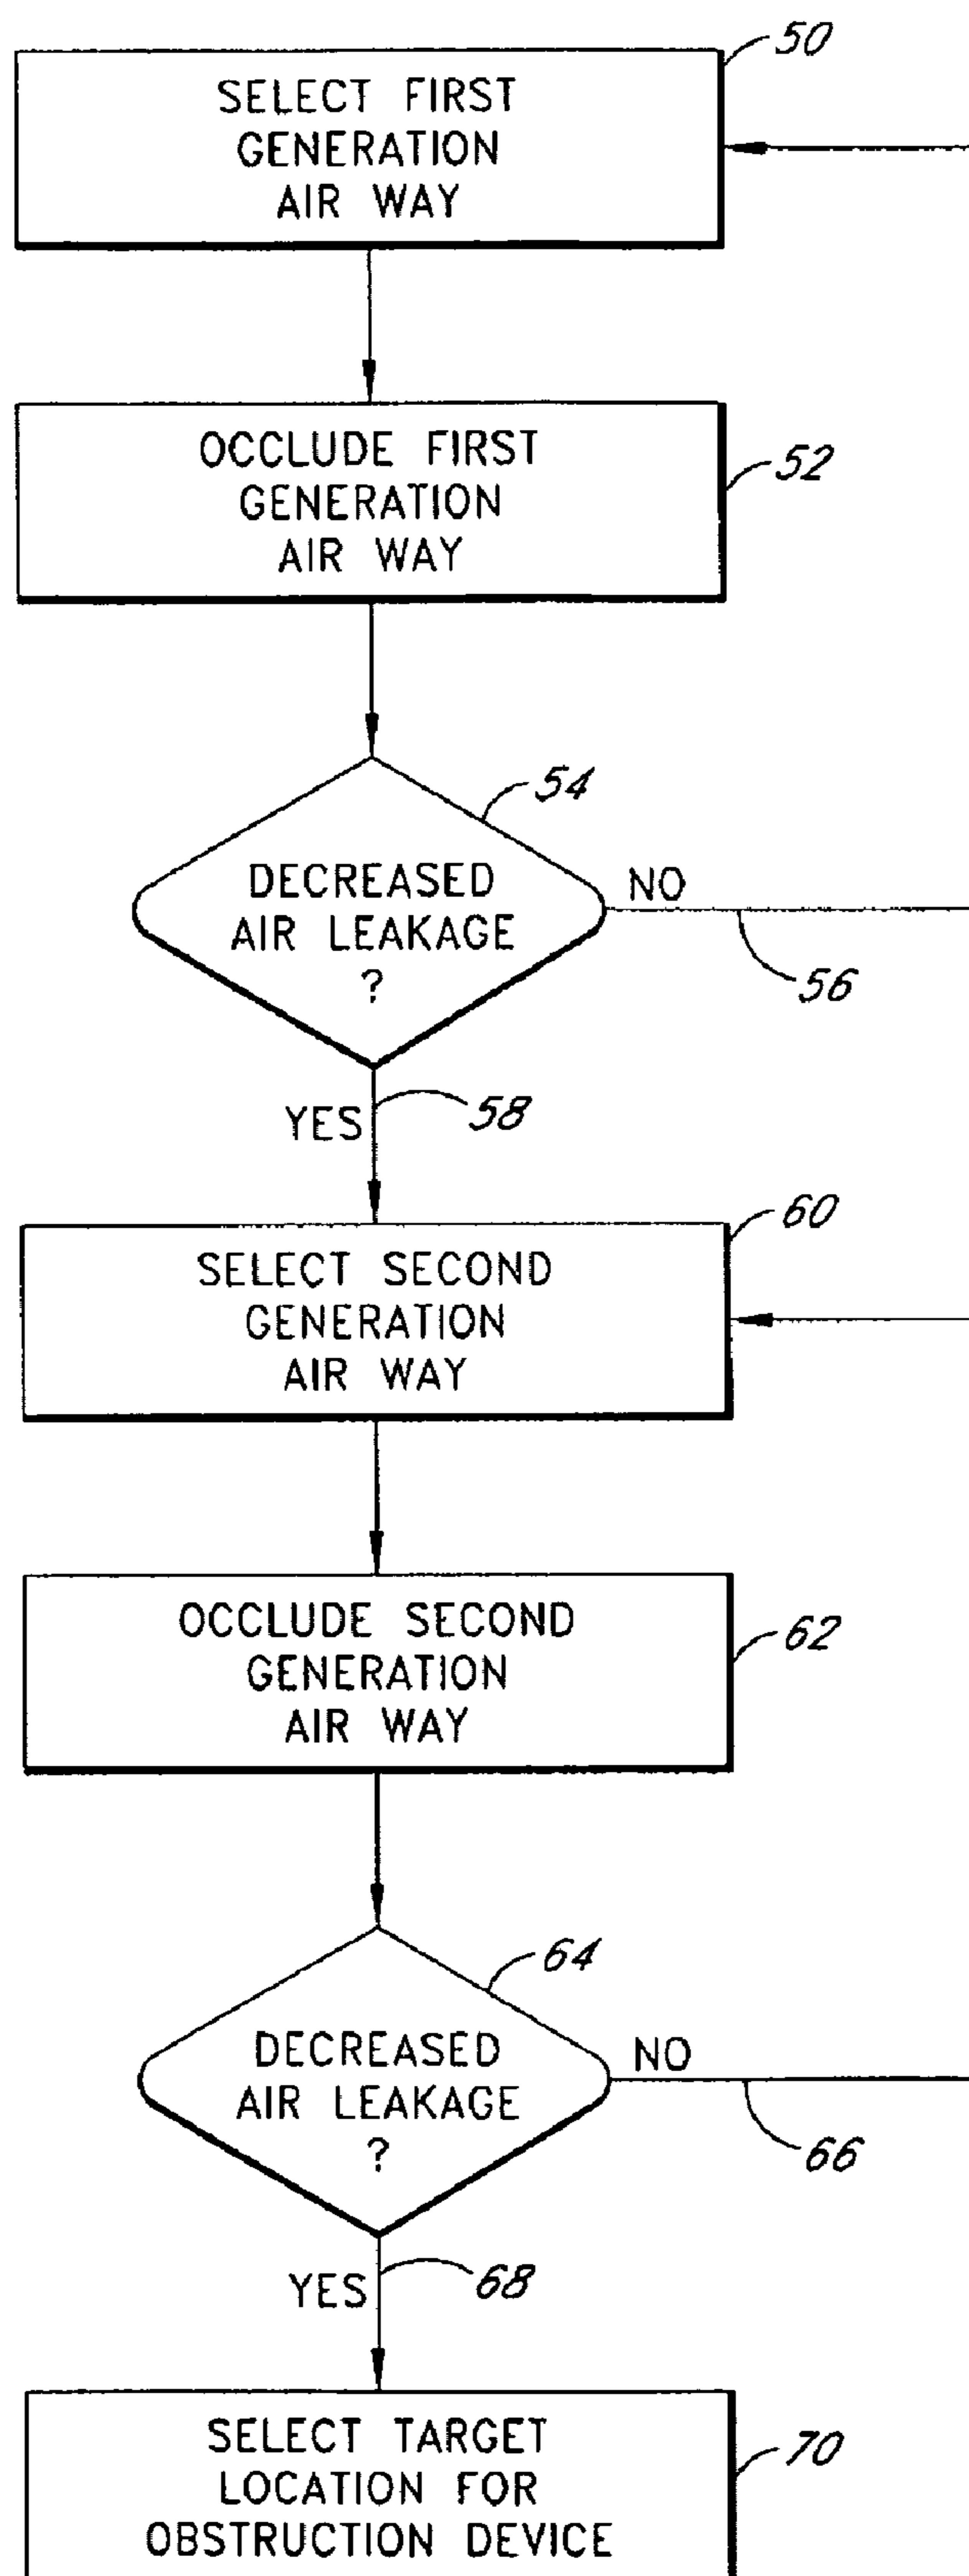 50
SELECT FIRST
GENERATION
AIR WAY
OCCLUDE FIRST
GENERATION
AIR WAY
52
54
DECREASED
AIR LEAKAGE
?
NO
56
YES
58
60
SELECT SECOND
GENERATION
AIR WAY
OCCLUDE SECOND
GENERATION
AIR WAY
62
64
DECREASED
AIR LEAKAGE
?
NO
66
YES
68
SELECT TARGET
LOCATION FOR
OBSTRUCTION DEVICE
70